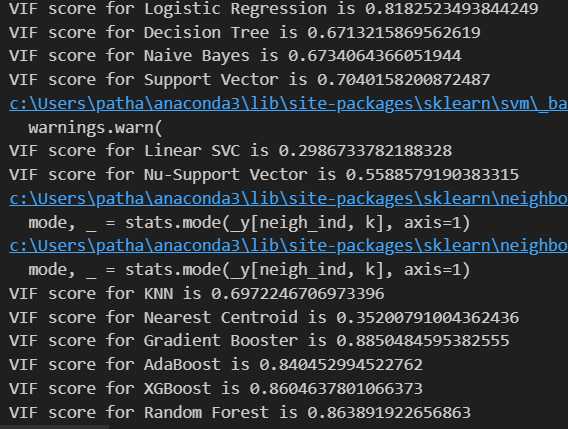 VIF score for Logistic Regression is 0.8182523493844249
VIF score for Decision Tree is 0.6713215869562619
VIF score for Naive Bayes is 0.6734064366051944
VIF score for Support Vector is 0.7040158200872487
c:\Users\patha\anaconda3\lib\site-packages\sklearn\svm\_ba
warnings.warn(
VIF score for Linear SVC is 0.2986733782188328
VIF score for Nu-Support Vector is 0.5588579190383315
c:\Users\patha\anaconda3\lib\site-packages\sklearn\neighbo
mode, _ = stats.mode(_y[neigh_ind, k], axis=1)
c:\Users\patha\anaconda3\lib\site-packages\sklearn\neighbo
mode, _ = stats.mode(_y[neigh_ind, k], axis=1)
VIF score for KNN is 0.6972246706973396
VIF score for Nearest Centroid is 0.35200791004362436
VIF score for Gradient Booster is 0.8850484595382555
VIF score for AdaBoost is 0.840452994522762
VIF score for XGBoost is 0.8604637801066373
VIF score for Random Forest is 0.863891922656863